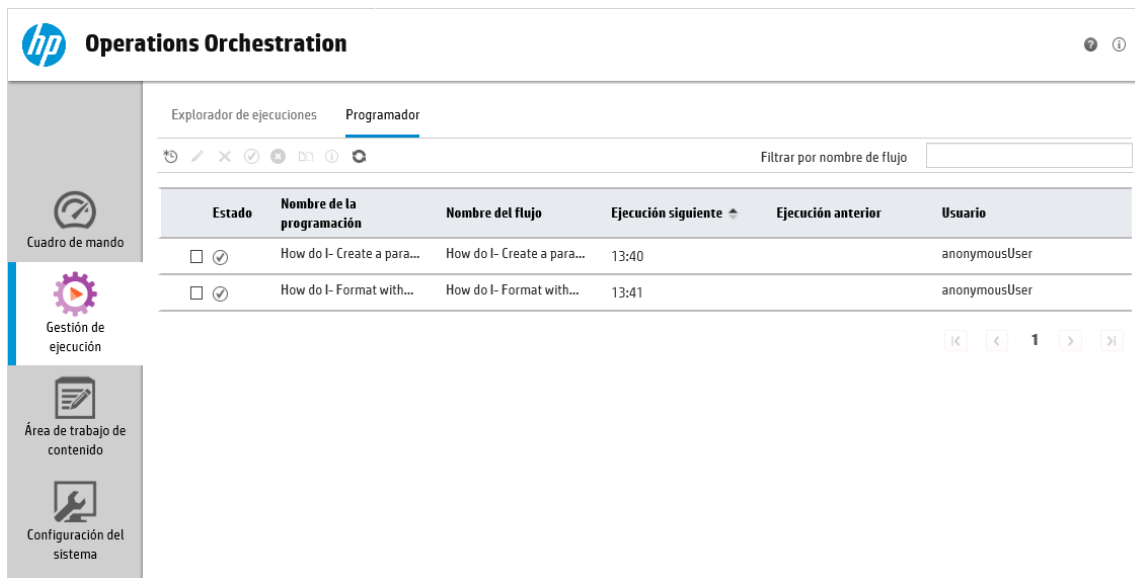 hp Operations Orchestration
Explorador de ejecuciones Programador
Filtrar por nombre de flujo
Estado Nombre de la programación Nombre del flujo Ejecución siguiente Ejecución anterior Usuario
How do I- Create a para... How do I- Create a para... 13:40 anonymousUser
How do I- Format with... How do I- Format with... 13:41 anonymousUser
1
Cuadro de mando
Gestión de
ejecución
Área de trabajo de
contenido
Configuración del
sistema